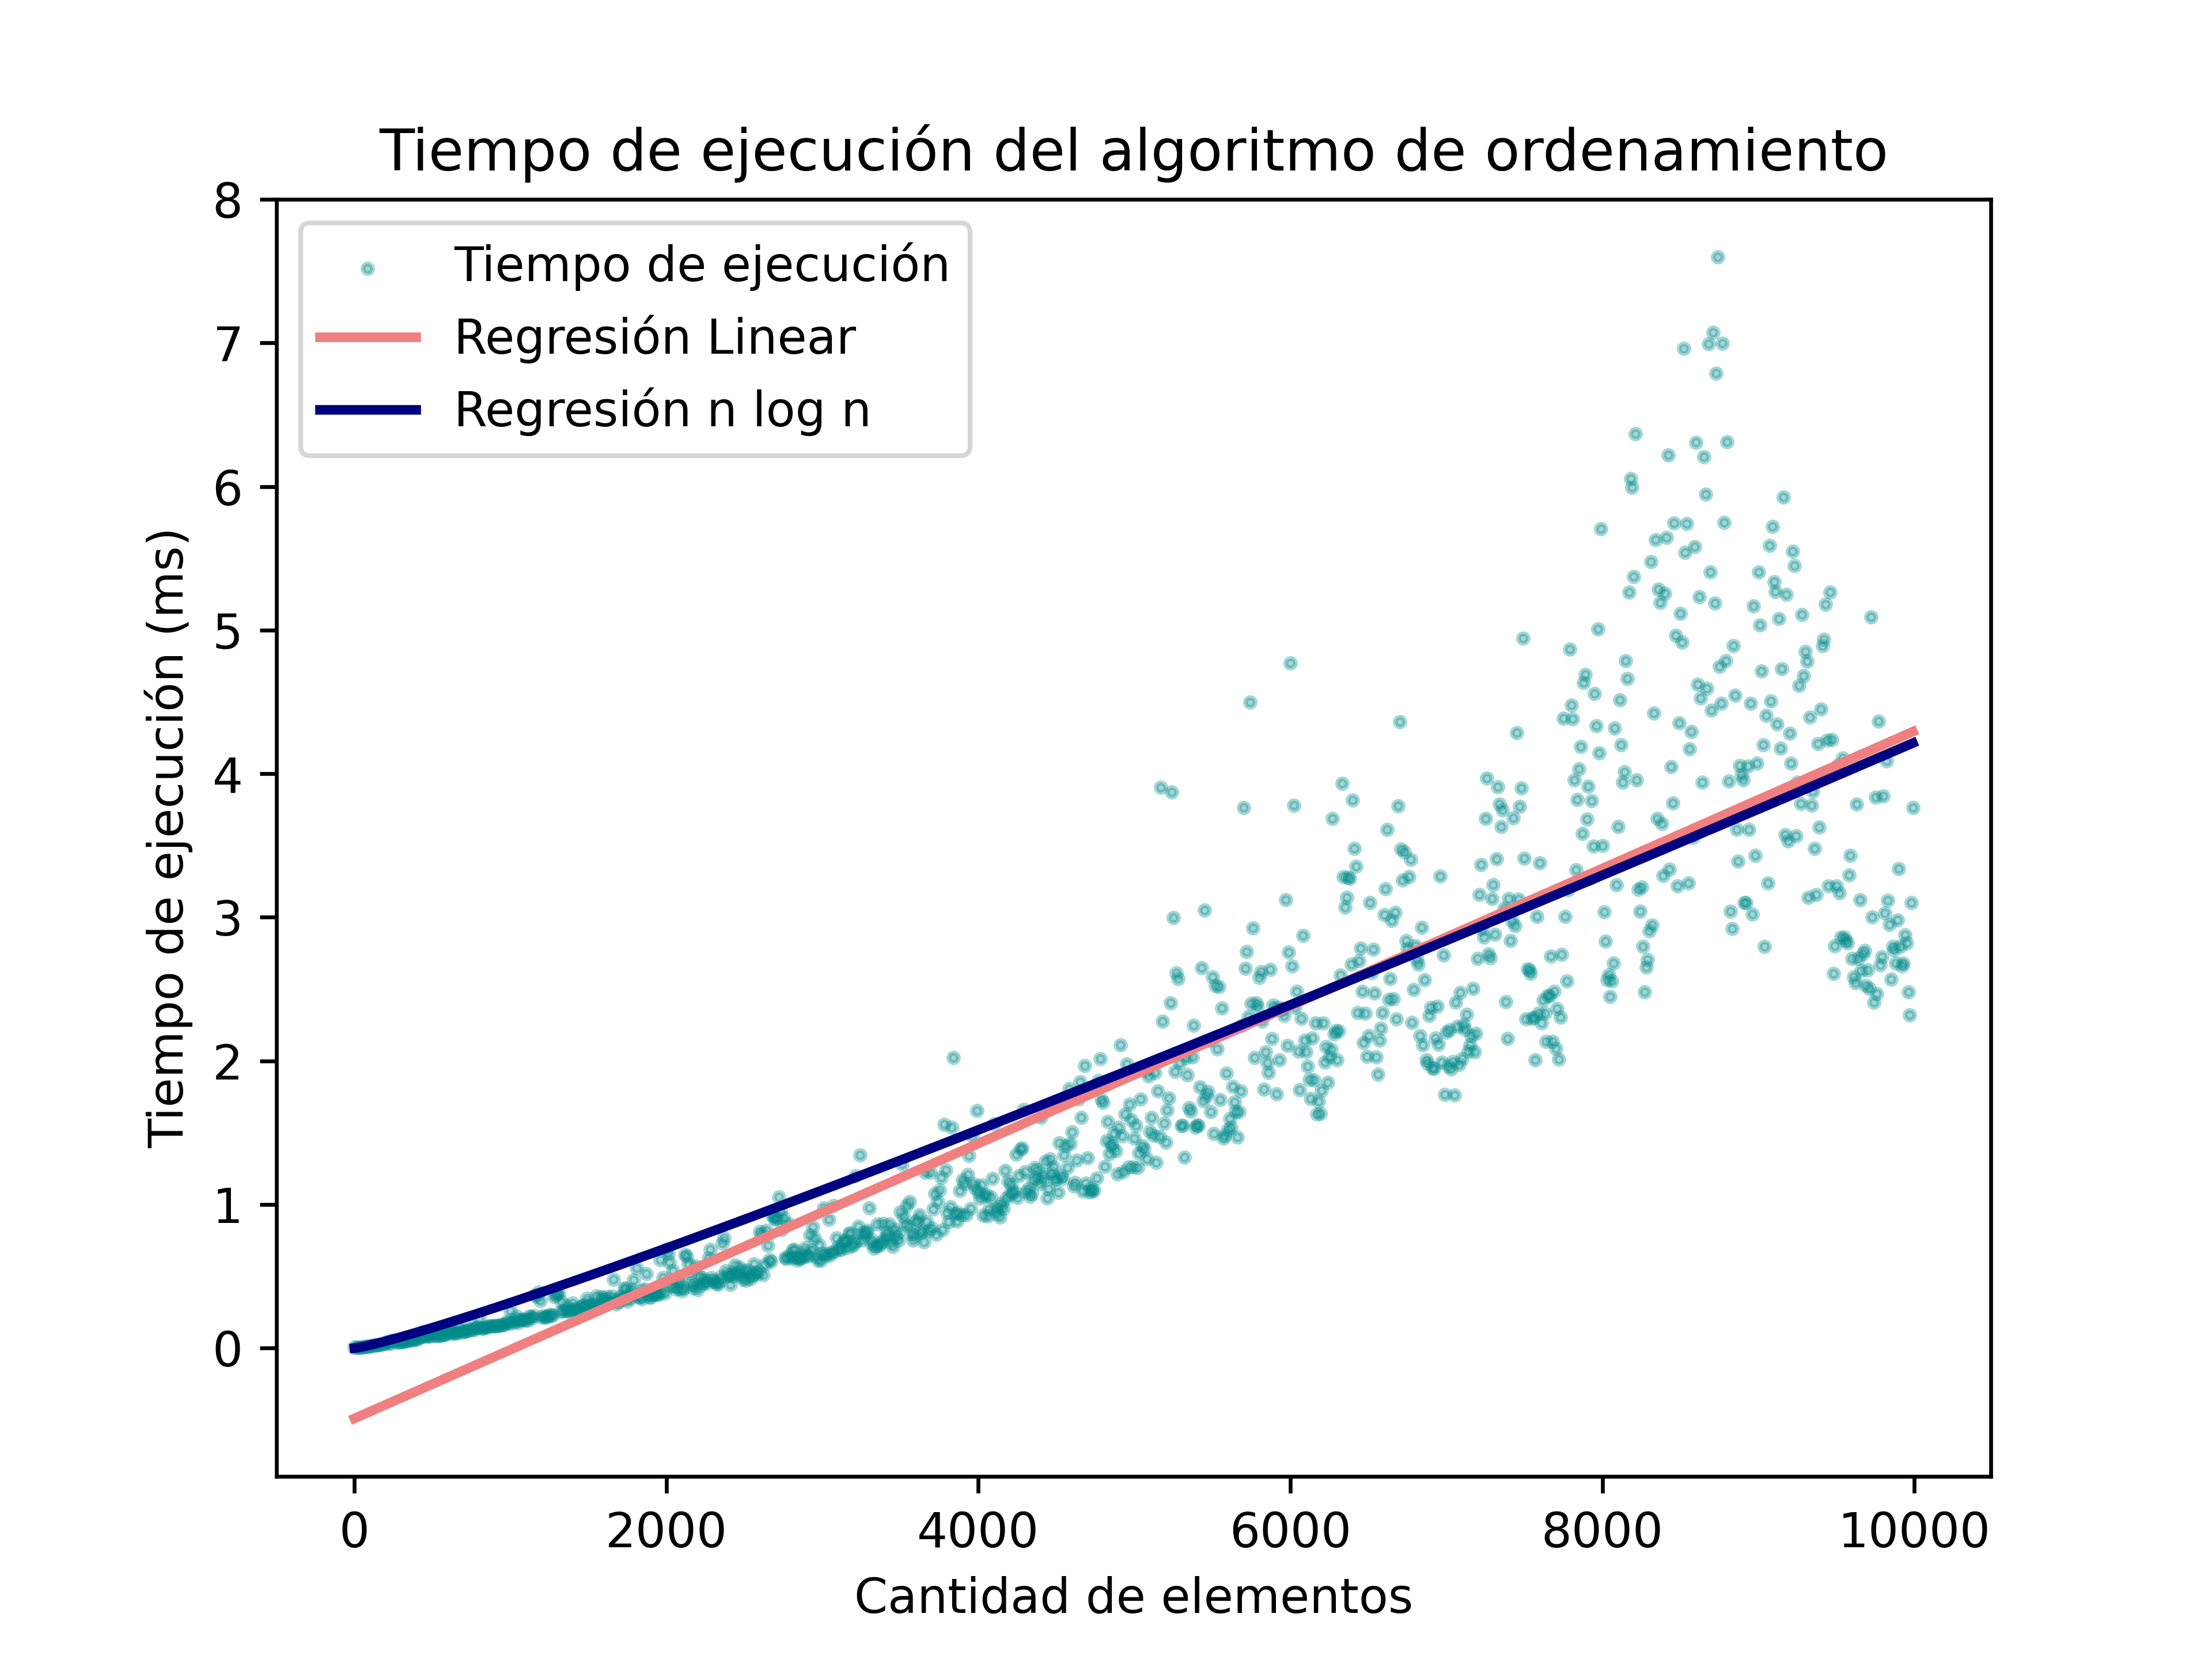 Tiempo de ejecución del algoritmo de ordenamiento
8
7
6
5
4
3
2
1
0
Tiempo de ejecución (ms)
Tiempo de ejecución
Regresión Linear
Regresión n log n
0 2000 4000 6000 8000 10000
Cantidad de elementos